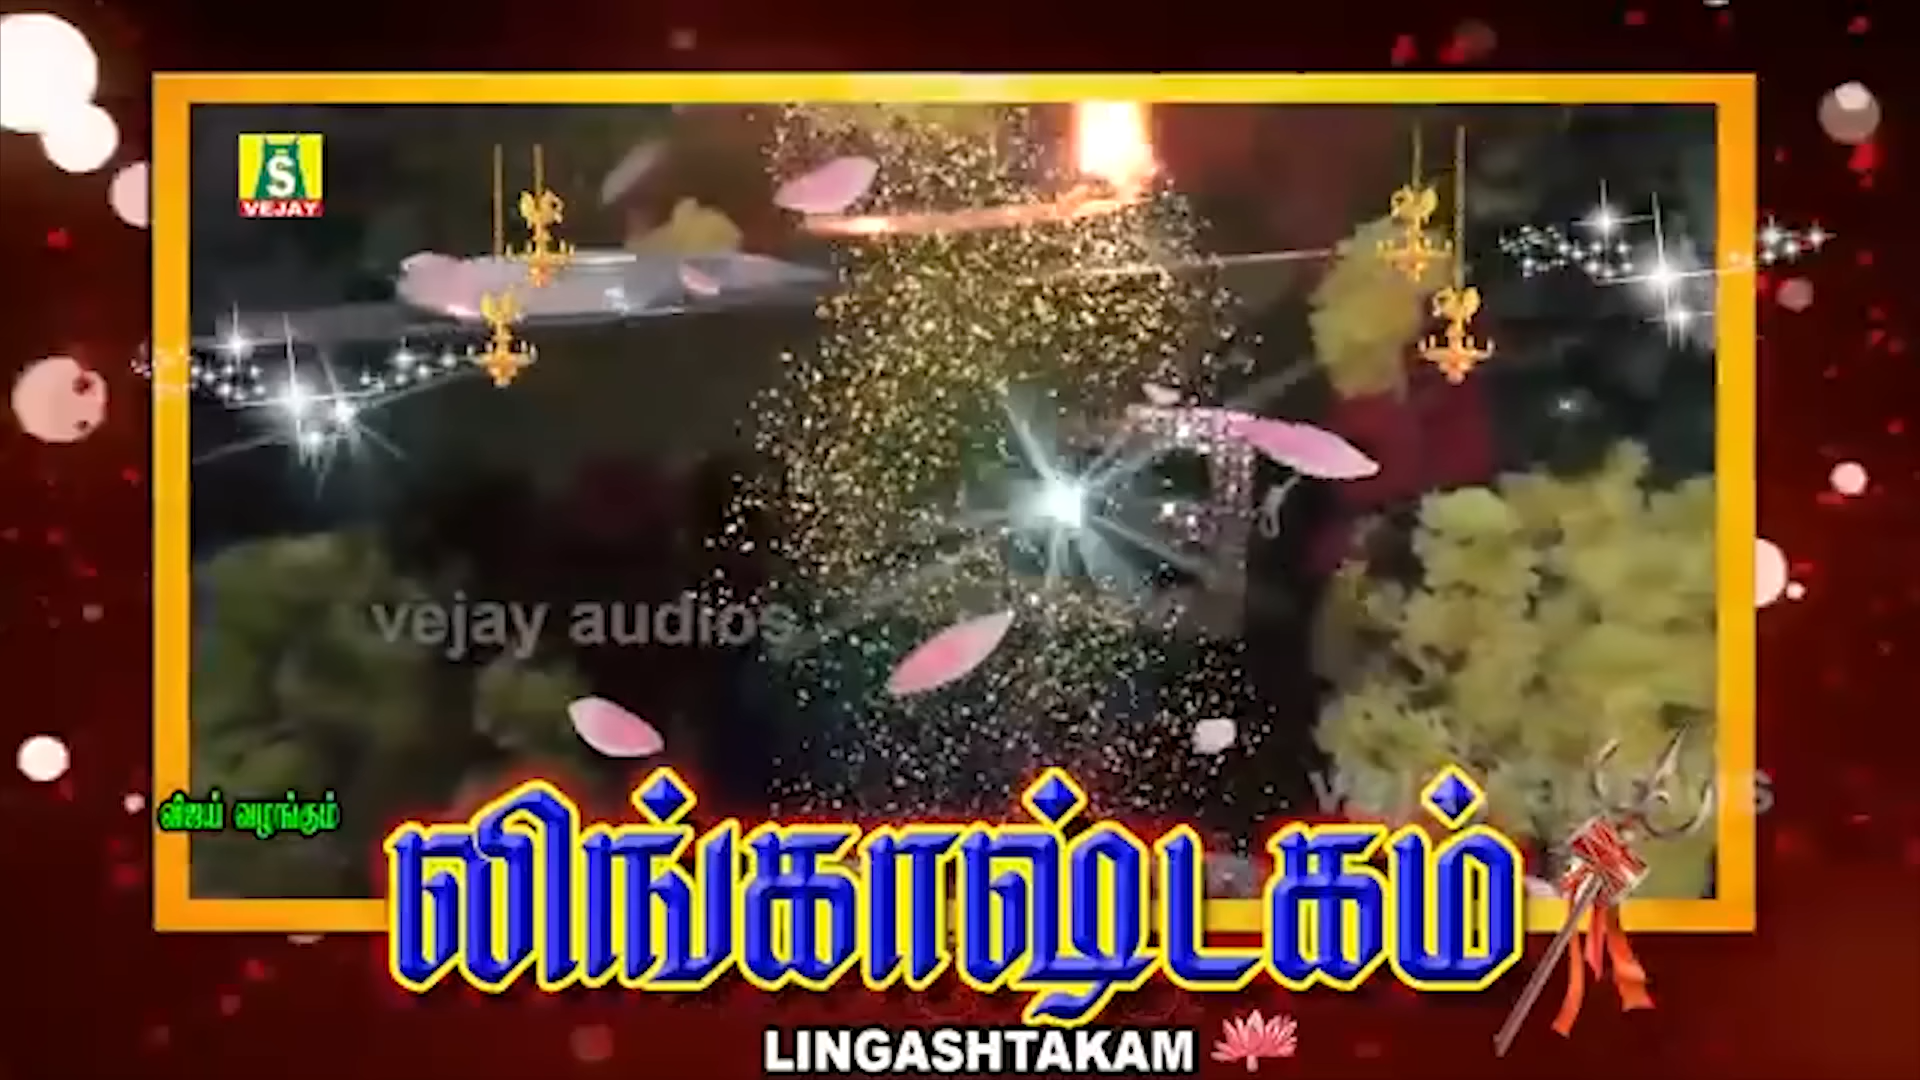 S
VEJAY
vejay audios
விஜய் வழங்கும்
லிங்காஷ்டகம்
LINGASHTAKAM